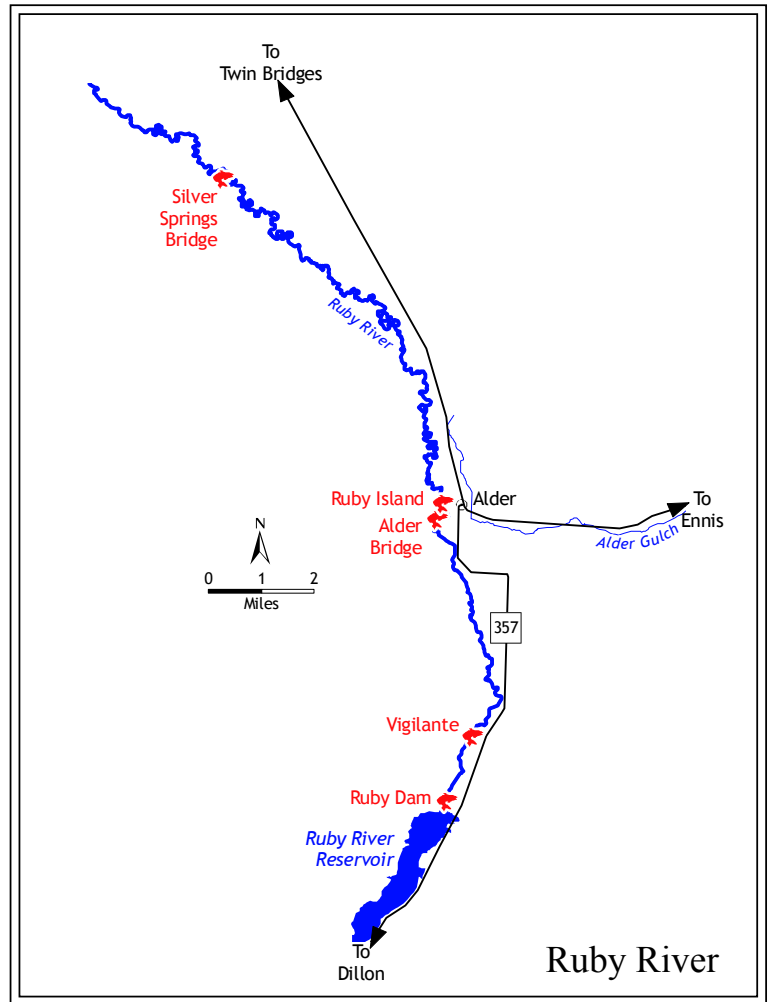 To
Twin Bridges
Silver
Springs
Bridge
Ruby River
Ruby Island
Alder
To
Ennis
Alder
Bridge
Alder Gulch
N
0 1 2
Miles
357
Vigilante
Ruby Dam
Ruby River
Reservoir
To
Dillon
Ruby River